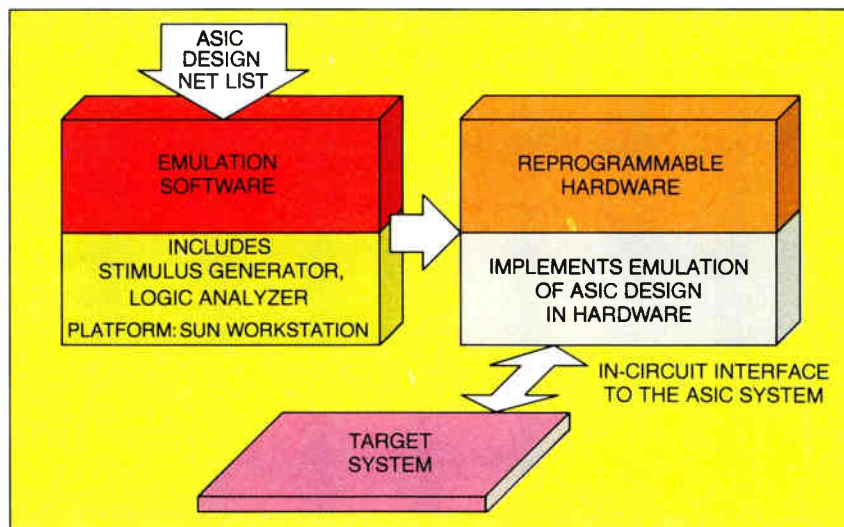 ASIC
DESIGN
NET LIST
EMULATION
SOFTWARE
INCLUDES
STIMULUS GENERATOR,
LOGIC ANALYZER
PLATFORM: SUN WORKSTATION
REPROGRAMMABLE
HARDWARE
IMPLEMENTS EMULATION
OF ASIC DESIGN
IN HARDWARE
IN-CIRCUIT INTERFACE
TO THE ASIC SYSTEM
TARGET
SYSTEM